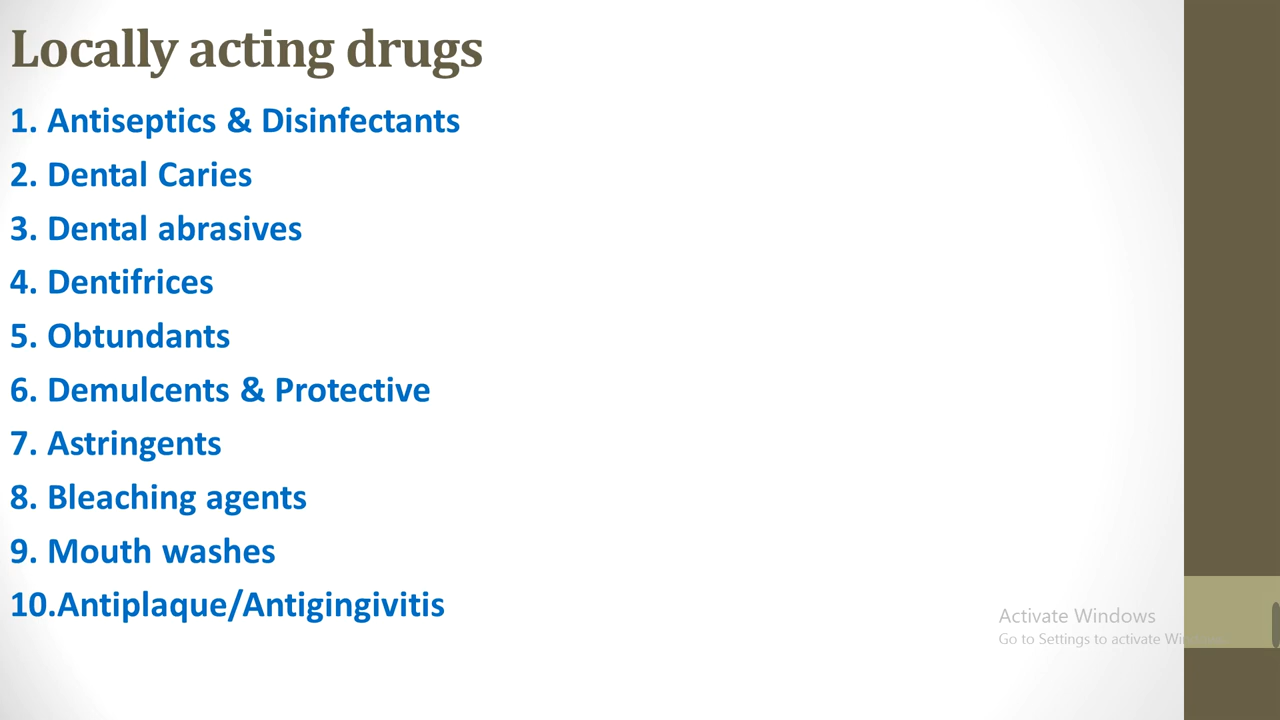 Locally acting drugs
1. Antiseptics & Disinfectants
2. Dental Caries
3. Dental abrasives
4. Dentifrices
5. Obtundants
6. Demulcents & Protective
7. Astringents
8. Bleaching agents
9. Mouth washes
10.Antiplaque/Antigingivitis
Activate Windows
Go to Settings to activate Windows.